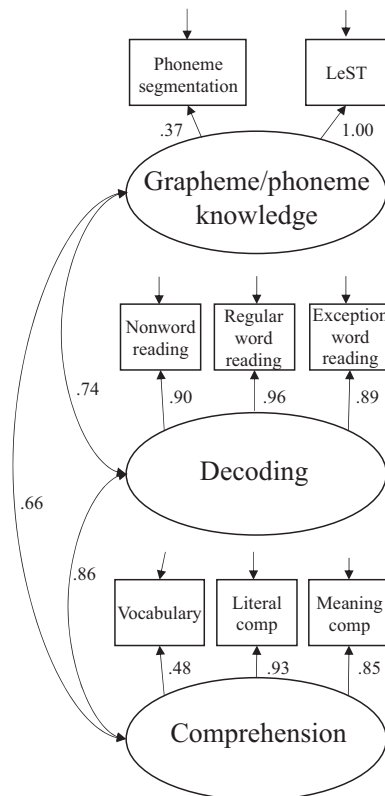 Phoneme
segmentation
LeST
.37
1.00
Grapheme/phoneme
knowledge
Nonword
reading
Regular
word
reading
Exception
word
reading
.74
.90
.96
.89
Decoding
.66
.86
Vocabulary
Literal
comp
Meaning
comp
.48
.93
.85
Comprehension